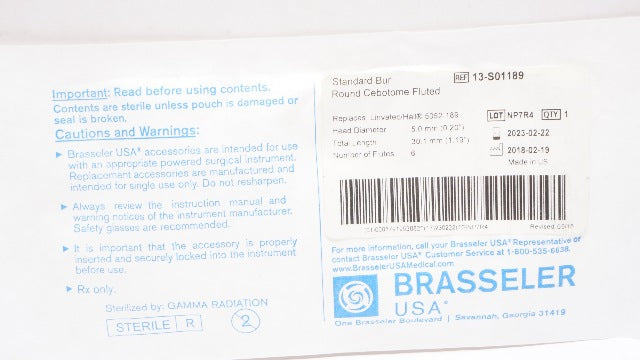 Important: Read before using contents.
Contents are sterile unless pouch is damaged or
seal is broken.
Cautions and Warnings:
Brasseler USA® accessories are intended for use
with an appropriate powered surgical instrument.
Replacement accessories are manufactured and
intended for single use only. Do not resharpen.
Always review the instruction manual and
warning notices of the instrument manufacturer.
Safety glasses are recommended.
It is important that the accessory is properly
inserted and securely locked into the instrument
before use.
Rx only.
Sterilized by: GAMMA RADIATION
STERILE R
2
Standard Bur
REF 13-S01189
Round Cebotome Fluted
Replaces: Linvatec/Hall® 5092-189
LOT NP7R4 QTY 1
Head Diameter 5.0 mm (0.20")
2023-02-22
Total Length 30.1 mm (1.19")
2018-02-19
Number of Flutes 6
Made in US
Revised
For more information, call your Brasseler USA® Representative or
contact Brasseler USA® Customer Service at 1-800-535-6638.
www.BrasselerUSAMedical.com
BRASSELER
USA®
One Brasseler Boulevard | Savannah, Georgia 31419